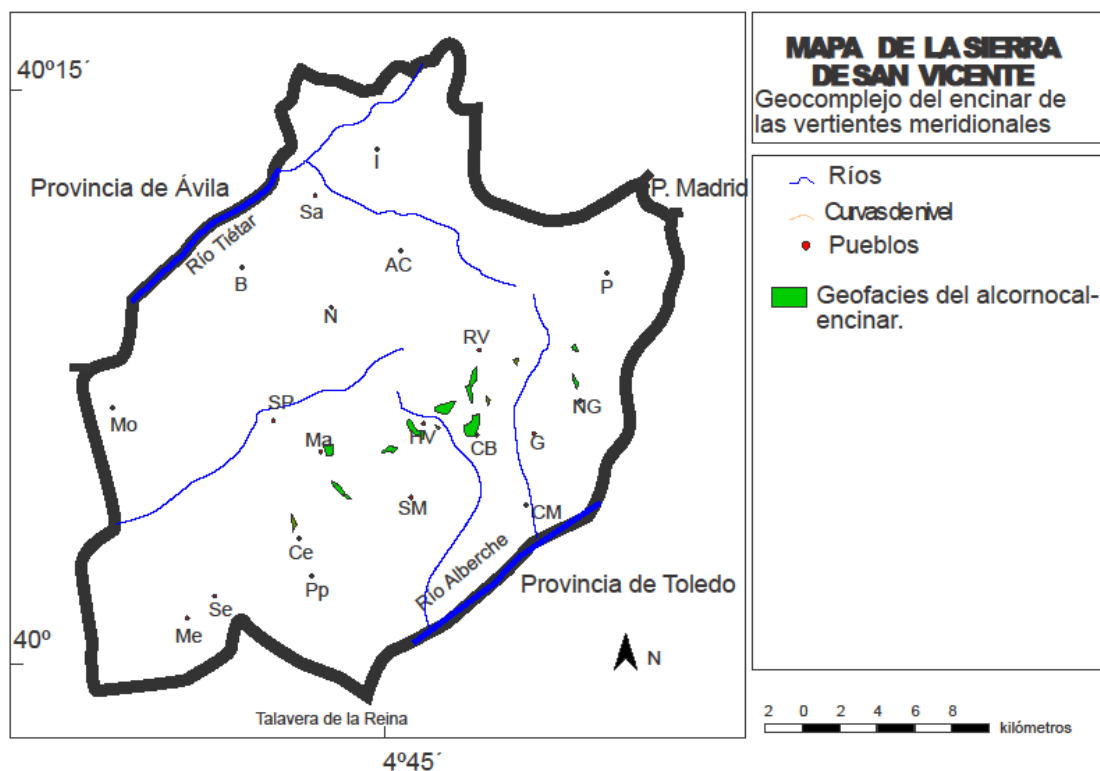 40º15´
Provincia de Ávila
P. Madrid
I
Sa
Río Tiétar
AC
B
P
N
RV
NG
Mo
SP
HV
CB
G
Ma
SM
CM
Ce
Río Alberche
Pp
Provincia de Toledo
Se
Me
40º
N
Talavera de la Reina
4º45´
MAPA DE LA SIERRA
DE SAN VICENTE
Geocomplejo del encinar de
las vertientes meridionales
Ríos
Curvas de nivel
Pueblos
Geofacies del alcornocal-
encinar.
2 0 2 4 6 8
kilómetros